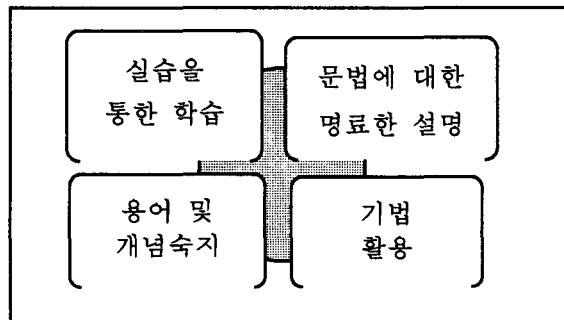 실습을
통한 학습
문법에 대한
명료한 설명
용어 및
개념숙지
기법
활용